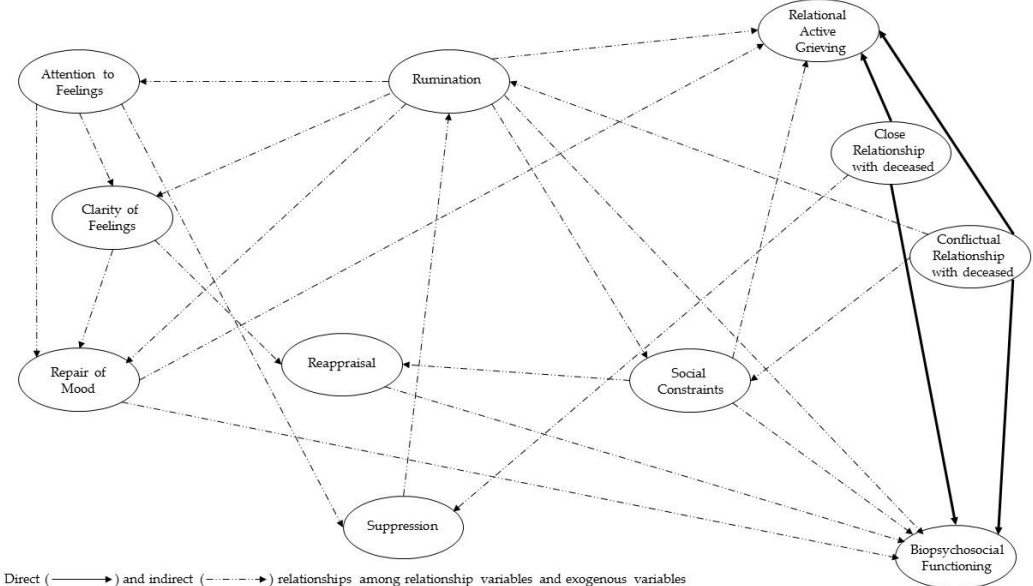 Relational
Active
Grieving
Attention to
Feelings
Rumination
Close
Relationship
with deceased
Clarity of
Feelings
Conflictual
Relationship
with deceased
Repair of
Mood
Reappraisal
Social
Constraints
Suppression
Biopsychosocial
Functioning
Direct ( ) and indirect ( ) relationships among relationship variables and exogenous variables